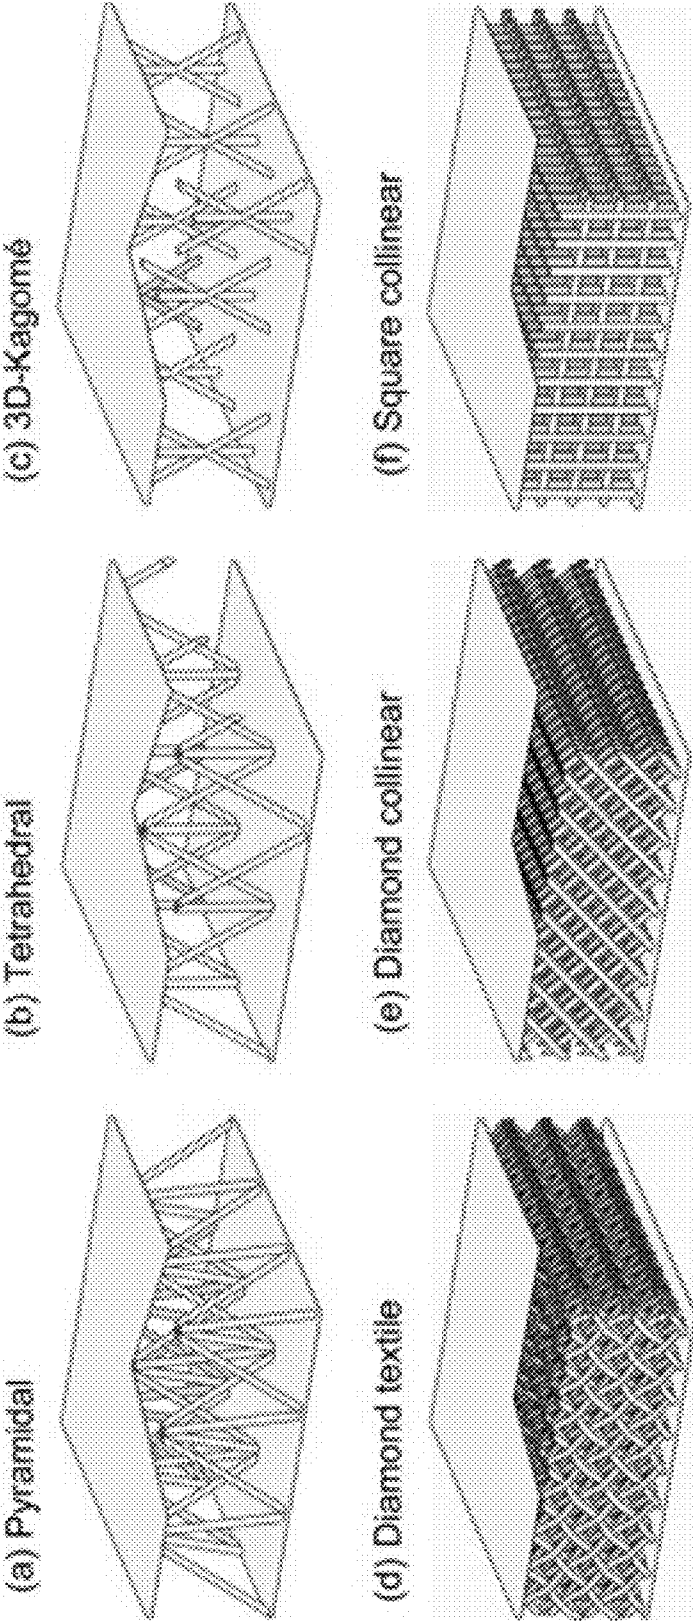 (a) Pyramidal
(b) Tetrahedral
(c) 3D-Kagomé
(d) Diamond textile
(e) Diamond collinear
(f) Square collinear